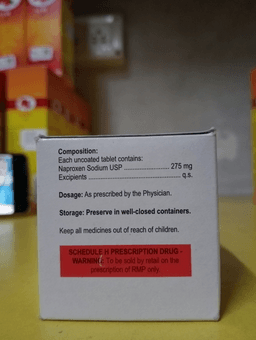 Composition:
Each uncoated tablet contains:
Naproxen Sodium USP ........................ 275 mg
Excipients ................................................ q.s.
Dosage: As prescribed by the Physician.
Storage: Preserve in well-closed containers.
Keep all medicines out of reach of children.
SCHEDULE H PRESCRIPTION DRUG -
WARNING: To be sold by retail on the
prescription of RMP only.